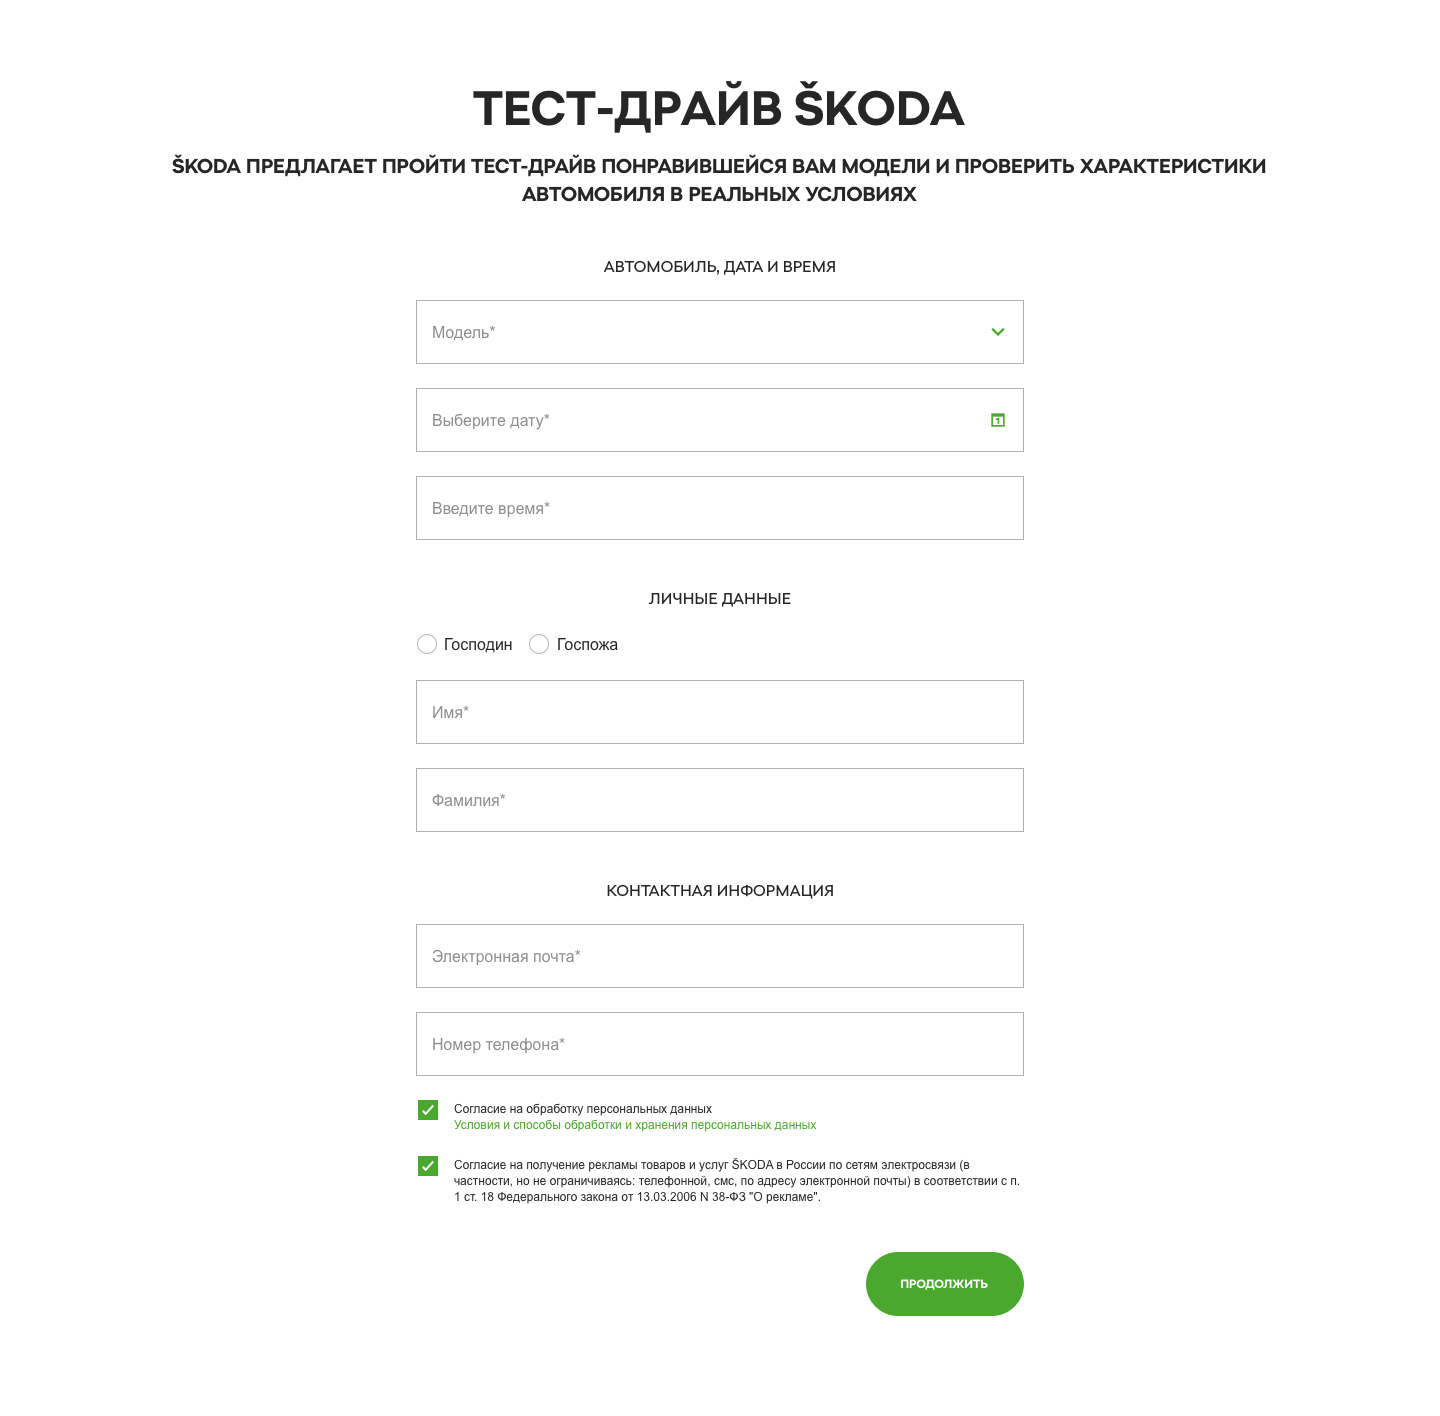 ТЕСТ-ДРАЙВ ŠKODA
ŠKODA ПРЕДЛАГАЕТ ПРОЙТИ ТЕСТ-ДРАЙВ ПОНРАВИВШЕЙСЯ ВАМ МОДЕЛИ И ПРОВЕРИТЬ ХАРАКТЕРИСТИКИ
АВТОМОБИЛЯ В РЕАЛЬНЫХ УСЛОВИЯХ
АВТОМОБИЛЬ, ДАТА И ВРЕМЯ
Модель*
Выберите дату*
1
Введите время*
ЛИЧНЫЕ ДАННЫЕ
Господин Госпожа
Имя*
Фамилия*
КОНТАКТНАЯ ИНФОРМАЦИЯ
Электронная почта*
Номер телефона*
Согласие на обработку персональных данных
Условия и способы обработки и хранения персональных данных
Согласие на получение рекламы товаров и услуг ŠKODA в России по сетям электросвязи (в
частности, но не ограничиваясь: телефонной, смс, по адресу электронной почты) в соответствии с п.
1 ст. 18 Федерального закона от 13.03.2006 N 38-ФЗ "О рекламе".
ПРОДОЛЖИТЬ